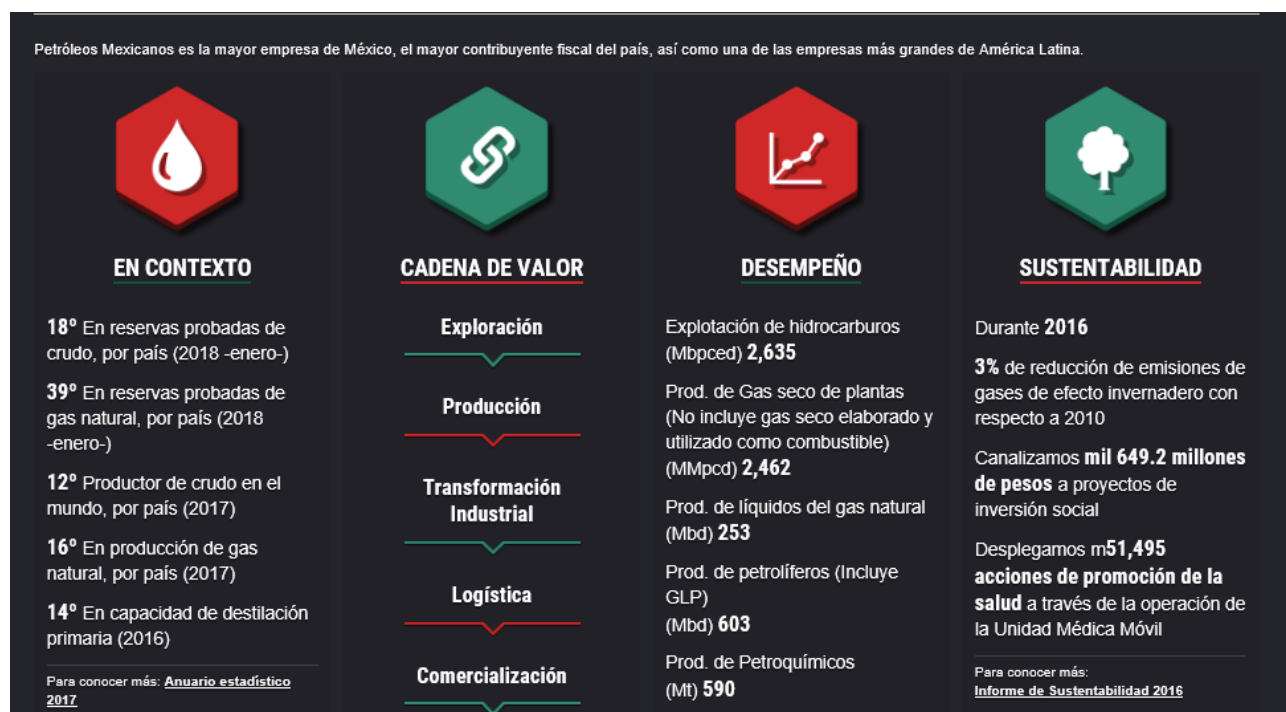 Petróleos Mexicanos es la mayor empresa de México, el mayor contribuyente fiscal del país, así como una de las empresas más grandes de América Latina.
EN CONTEXTO
18º En reservas probadas de
crudo, por país (2018 -enero-)
39º En reservas probadas de
gas natural, por país (2018
-enero-)
12º Productor de crudo en el
mundo, por país (2017)
16º En producción de gas
natural, por país (2017)
14º En capacidad de destilación
primaria (2016)
Para conocer más: Anuario estadístico
2017
CADENA DE VALOR
Exploración
Producción
Transformación
Industrial
Logística
Comercialización
DESEMPEÑO
Explotación de hidrocarburos
(Mbpced) 2,635
Prod. de Gas seco de plantas
(No incluye gas seco elaborado y
utilizado como combustible)
(MMpcd) 2,462
Prod. de líquidos del gas natural
(Mbd) 253
Prod. de petrolíferos (Incluye
GLP)
(Mbd) 603
Prod. de Petroquímicos
(Mt) 590
SUSTENTABILIDAD
Durante 2016
3% de reducción de emisiones de
gases de efecto invernadero con
respecto a 2010
Canalizamos mil 649.2 millones
de pesos a proyectos de
inversión social
Desplegamos m51,495
acciones de promoción de la
salud a través de la operación de
la Unidad Médica Móvil
Para conocer más:
Informe de Sustentabilidad 2016